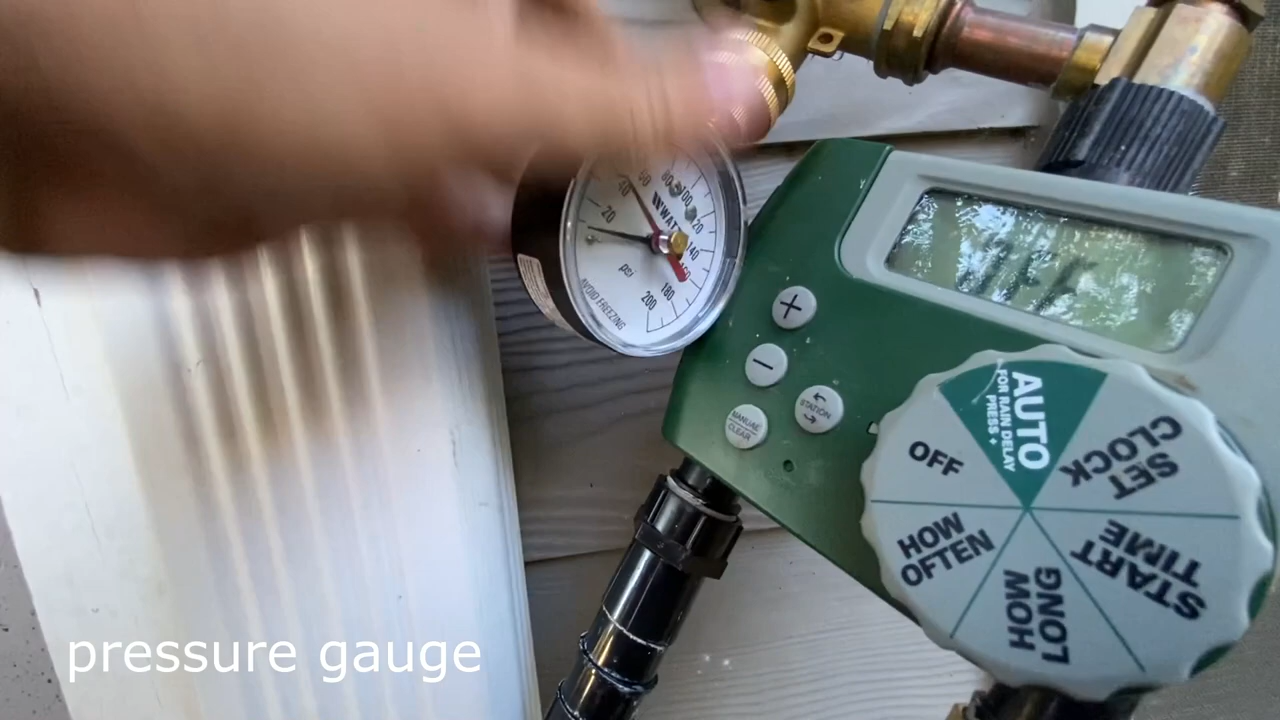 20
40
60
80
100
120
140
180
200
WAT
psi
AVOID FREEZING
+
−
STATION
MANUAL
CLEAR
AUTO
FOR RAIN DELAY
PRESS +
SET
CLOCK
START
TIME
HOW
LONG
HOW
OFTEN
OFF
pressure gauge